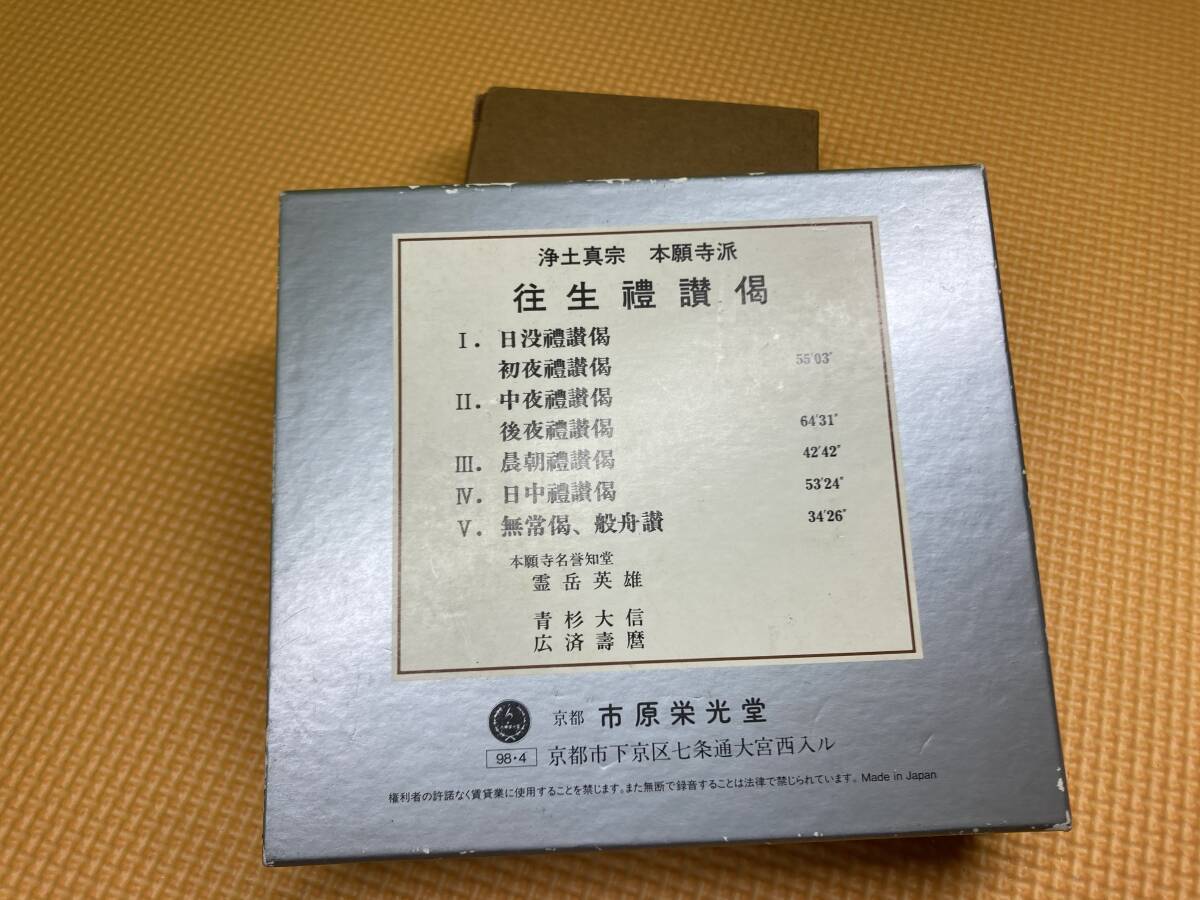 浄土真宗 本願寺派
往生禮讃偈
I. 日没禮讃偈
初夜禮讃偈 55'03"
II. 中夜禮讃偈
後夜禮讃偈 64'31"
III. 晨朝禮讃偈 42'42"
IV. 日中禮讃偈 53'24"
V. 無常偈、般舟讃 34'26"
本願寺名誉知堂
霊岳英雄
青杉大信
広済壽麿
京都 市原栄光堂
98・4 京都市下京区七条通大宮西入ル
権利者の許諾なく賃貸業に使用することを禁じます。また無断で録音することは法律で禁じられています。 Made in Japan